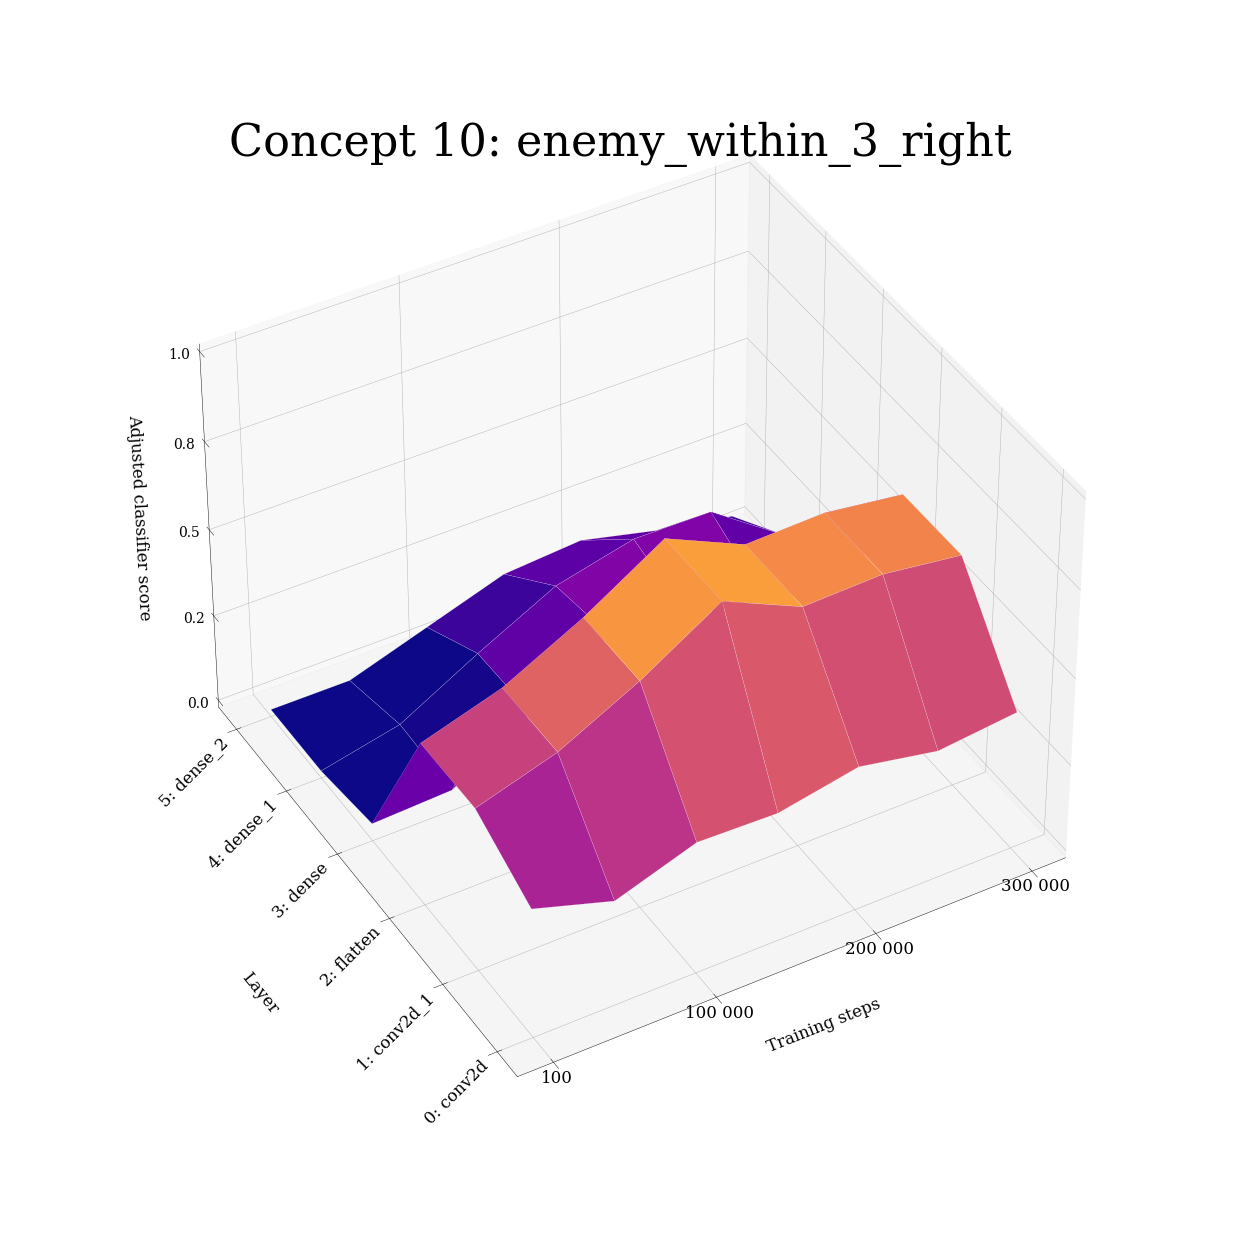 Concept 10: enemy_within_3_right
1.0
0.8
0.5
0.2
0.0
Adjusted classifier score
5: dense_2
4: dense_1
3: dense
2: flatten
1: conv2d_1
0: conv2d
Layer
100
100 000
200 000
300 000
Training steps